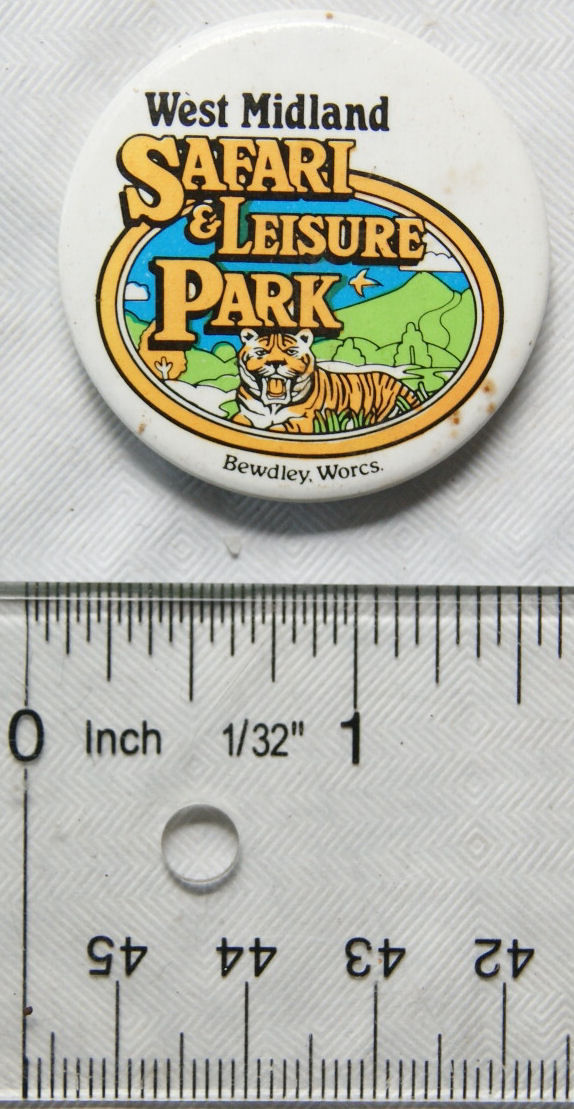 West Midland
SAFARI
& LEISURE
PARK
Bewdley, Worcs.
0 Inch 1/32" 1
45 44 43 42